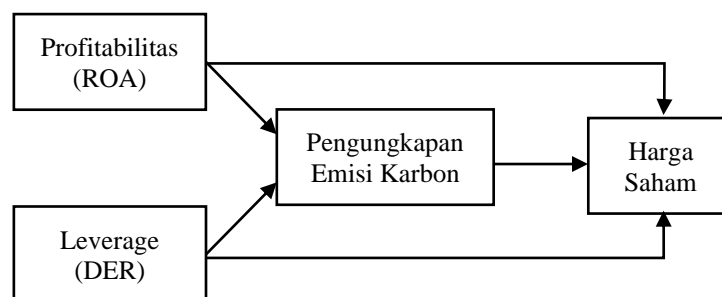 Profitabilitas
(ROA)
Pengungkapan
Emisi Karbon
Harga
Saham
Leverage
(DER)